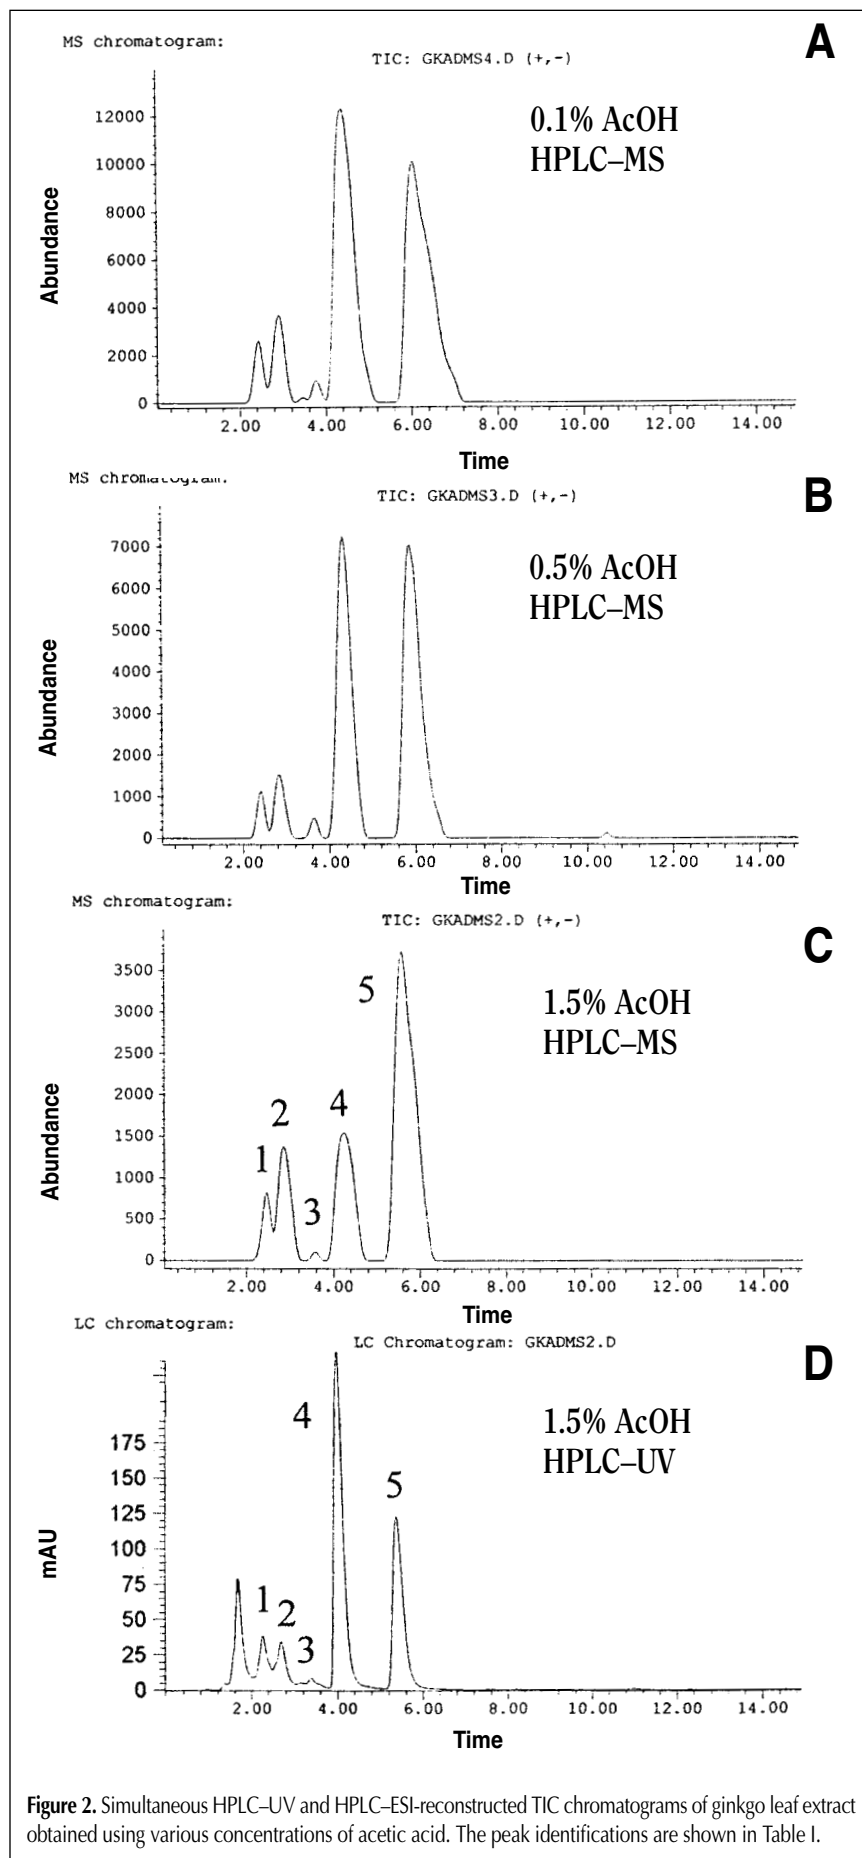 MS chromatogram:
A
TIC: GKADMS4.D (+,-)
0.1% AcOH
HPLC–MS
Abundance
12000
10000
8000
6000
4000
2000
0
2.00 4.00 6.00 8.00 10.00 12.00 14.00
Time
MS chromatogram:
B
TIC: GKADMS3.D (+,-)
0.5% AcOH
HPLC–MS
Abundance
7000
6000
5000
4000
3000
2000
1000
0
2.00 4.00 6.00 8.00 10.00 12.00 14.00
Time
MS chromatogram:
TIC: GKADMS2.D (+,-)
C
1.5% AcOH
HPLC–MS
Abundance
3500
3000
2500
2000
1500
1000
500
0
1
2
3
4
5
2.00 4.00 6.00 8.00 10.00 12.00 14.00
Time
LC chromatogram:
LC Chromatogram: GKADMS2.D
D
1.5% AcOH
HPLC–UV
mAU
175
150
125
100
75
50
25
0
1
2
3
4
5
2.00 4.00 6.00 8.00 10.00 12.00 14.00
Time
Figure 2. Simultaneous HPLC–UV and HPLC–ESI-reconstructed TIC chromatograms of ginkgo leaf extract
obtained using various concentrations of acetic acid. The peak identifications are shown in Table I.